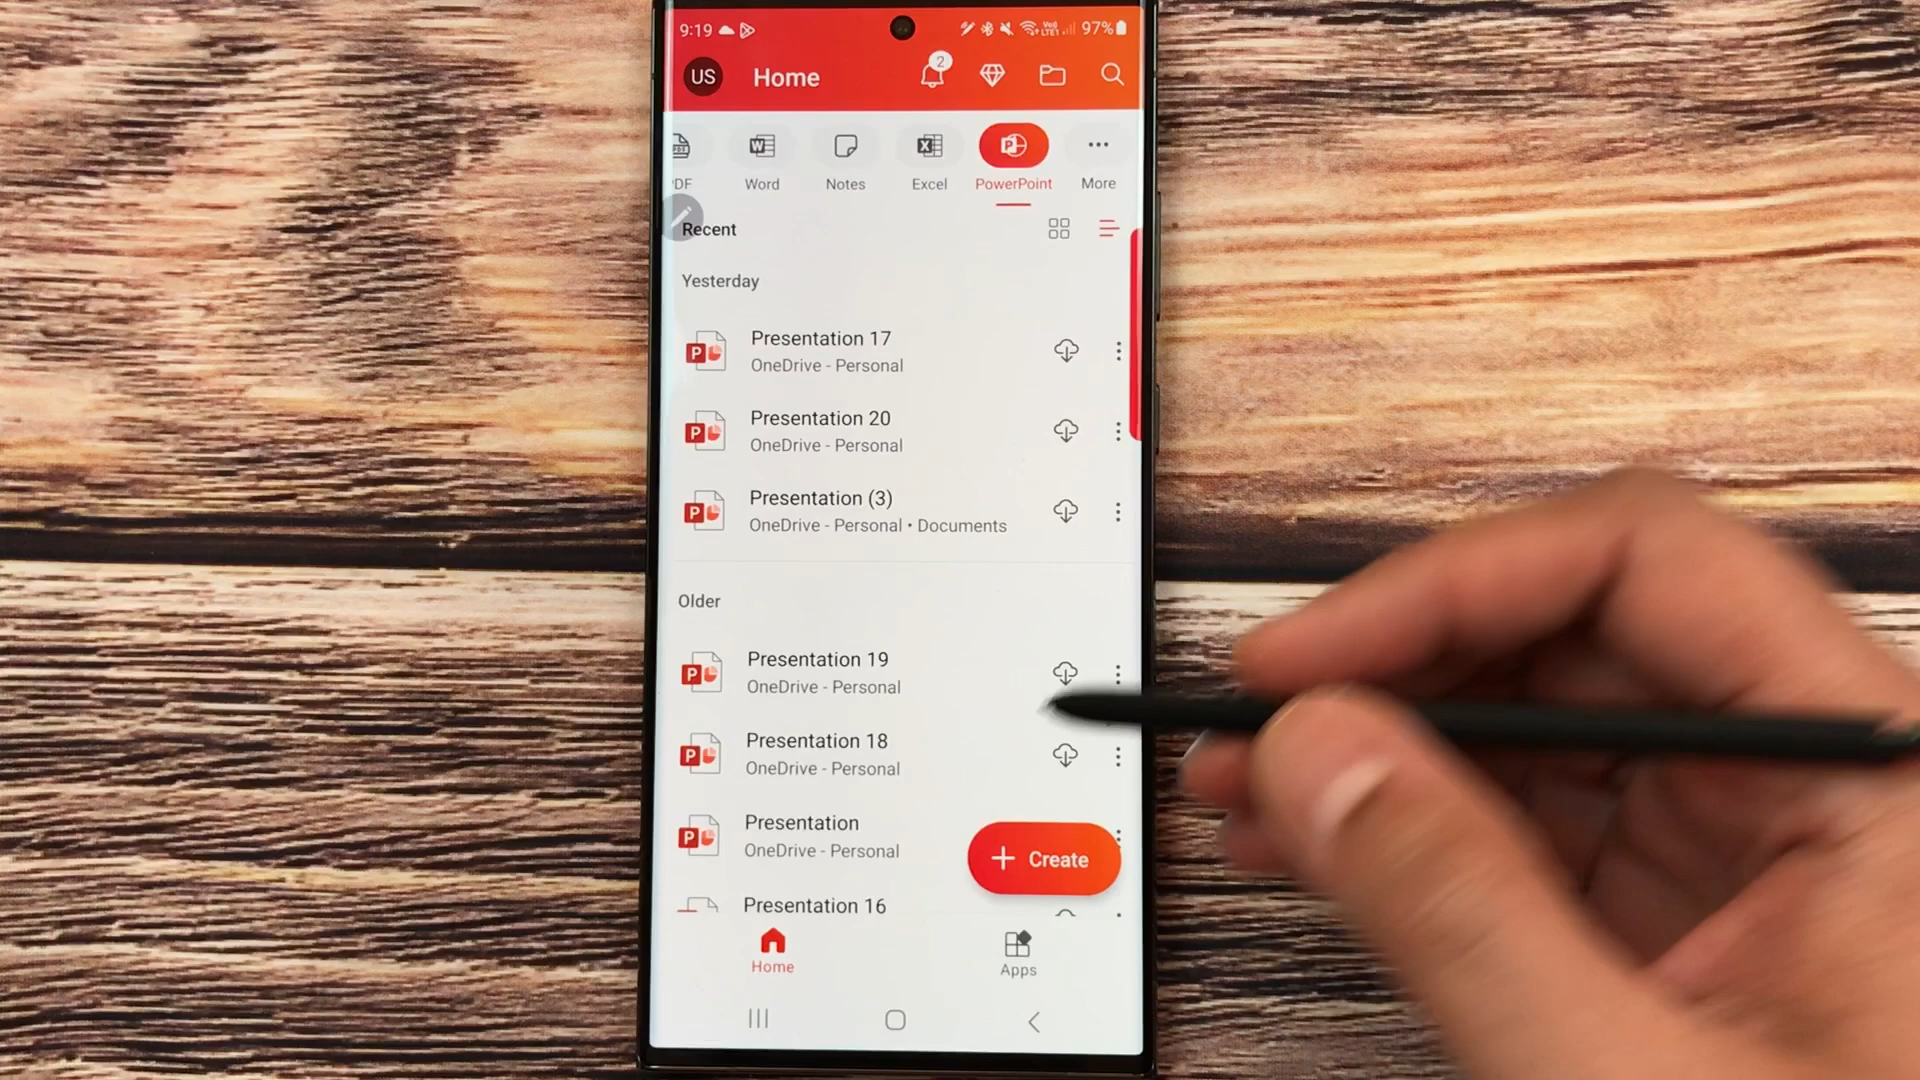 9:19 97%
US Home 2
PDF Word Notes Excel PowerPoint More
Recent
Yesterday
Presentation 17
OneDrive - Personal
Presentation 20
OneDrive - Personal
Presentation (3)
OneDrive - Personal • Documents
Older
Presentation 19
OneDrive - Personal
Presentation 18
OneDrive - Personal
Presentation
OneDrive - Personal
+ Create
Presentation 16
Home Apps